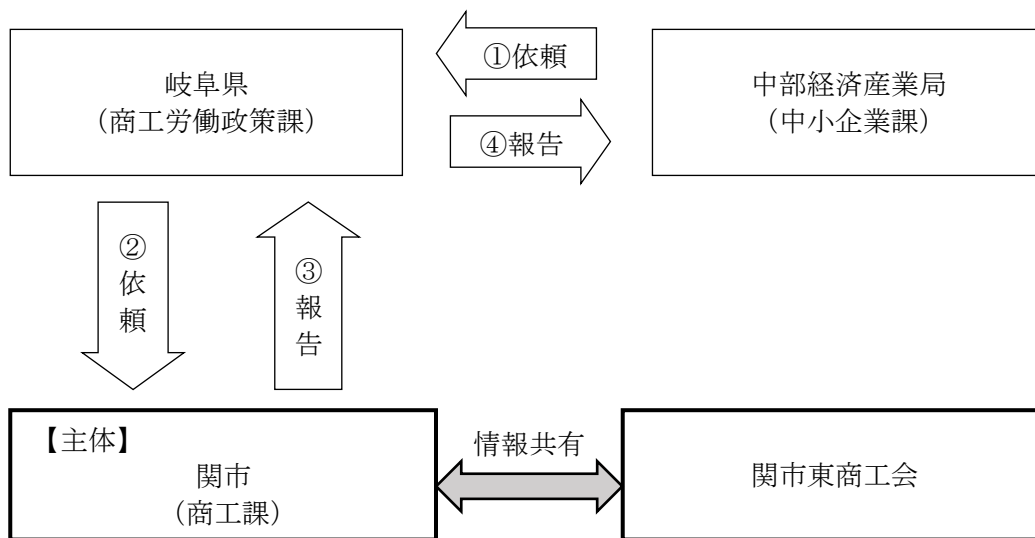 岐阜県
（商工労働政策課）
①依頼
④報告
中部経済産業局
（中小企業課）
②
依
頼
③
報
告
【主体】
関市
（商工課）
情報共有
関市東商工会